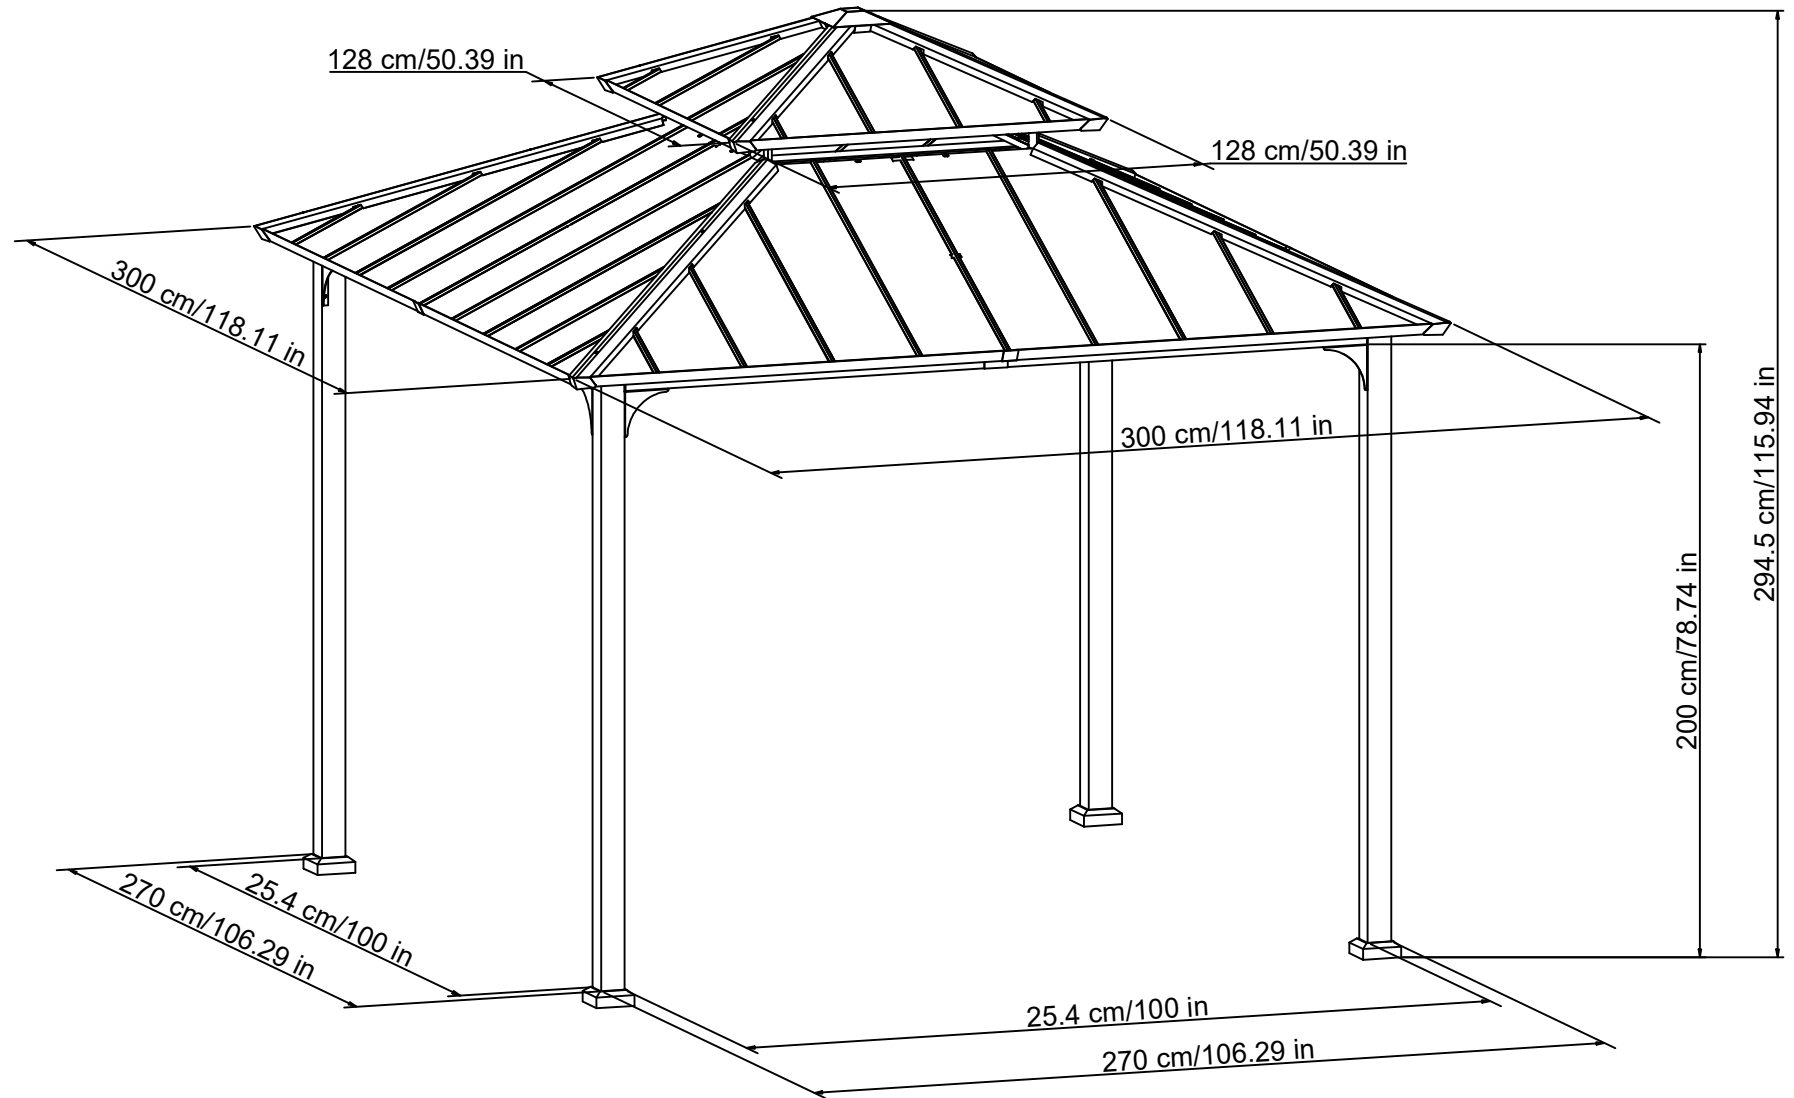 128 cm/50.39 in
128 cm/50.39 in
300 cm/118.11 in
300 cm/118.11 in
294.5 cm/115.94 in
200 cm/78.74 in
25.4 cm/100 in
270 cm/106.29 in
25.4 cm/100 in
270 cm/106.29 in